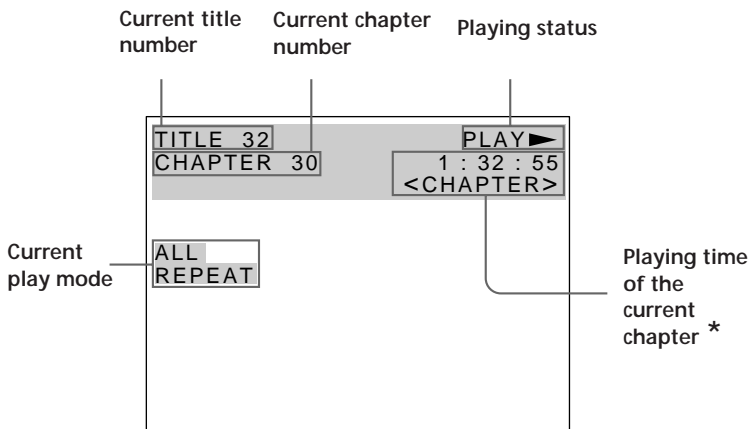 Current title
number
Current chapter
number
Playing status
TITLE 32
PLAY
CHAPTER 30
1 : 32 : 55
<CHAPTER>
Current
play mode
ALL
REPEAT
Playing time
of the
current
chapter *